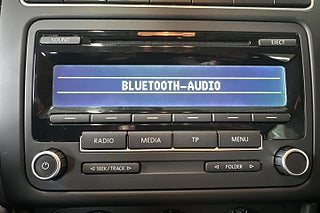 SOUND EJECT
BLUETOOTH-AUDIO
RADIO MEDIA TP MENU
SEEK/TRACK FOLDER